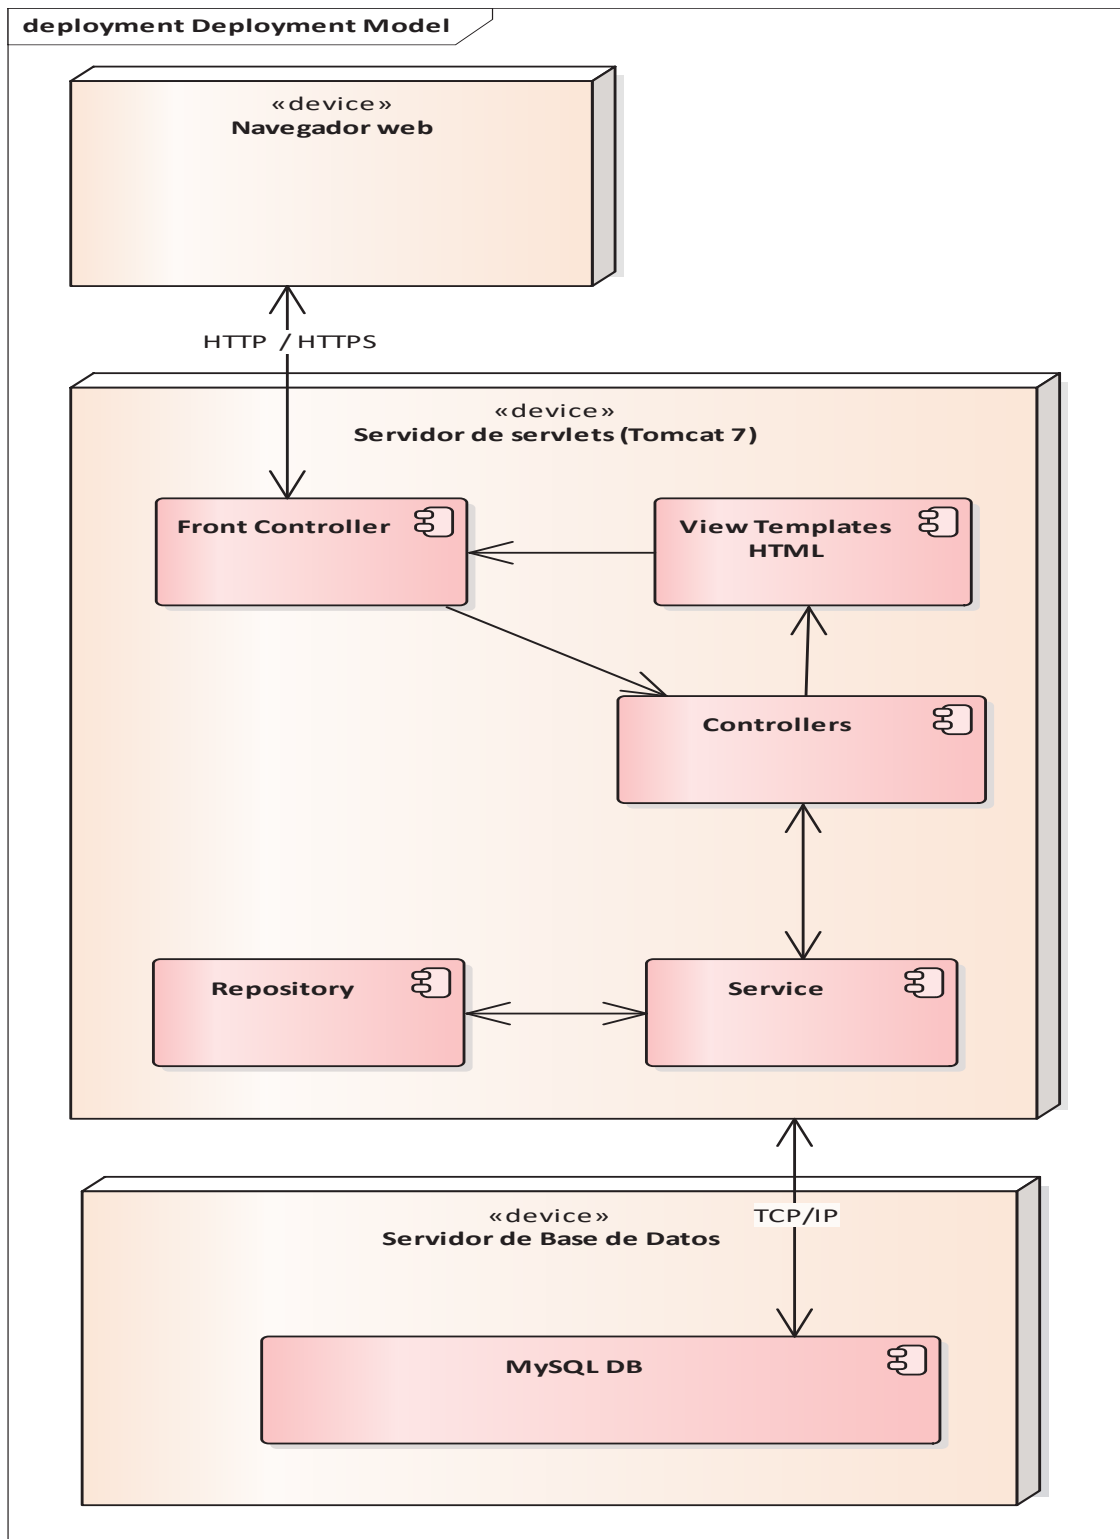 deployment Deployment Model
«device»
Navegador web
HTTP / HTTPS
«device»
Servidor de servlets (Tomcat 7)
Front Controller
View Templates
HTML
Controllers
Repository
Service
«device»
Servidor de Base de Datos
TCP/IP
MySQL DB